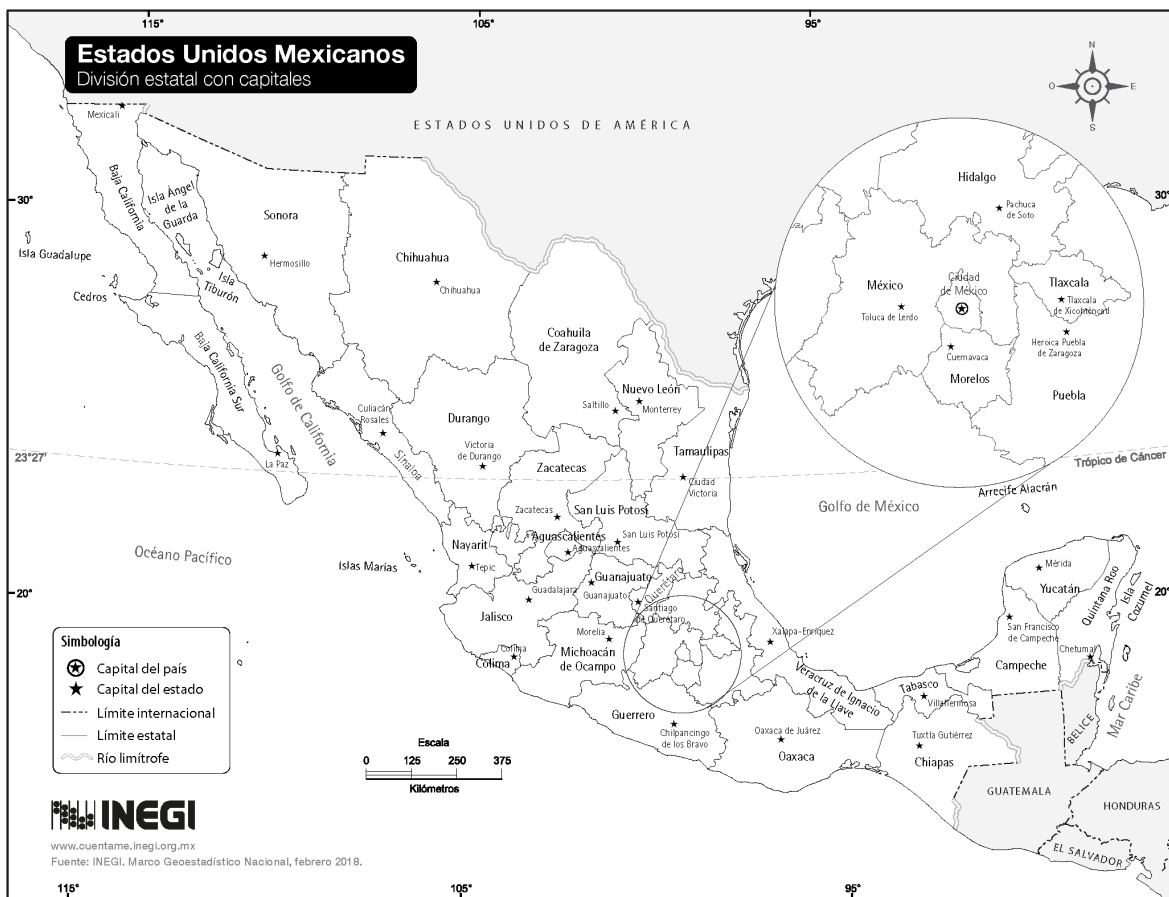 115°
105°
95°
Estados Unidos Mexicanos
División estatal con capitales
N
O
E
S
ESTADOS UNIDOS DE AMÉRICA
Mexicali
Baja California
Isla Ángel
de la
Guarda
30°
30°
Sonora
Hermosillo
Isla Guadalupe
Isla
Tiburón
Cedros
Chihuahua
Chihuahua
Hidalgo
Pachuca
de Soto
México
Toluca de Lerdo
Ciudad
de México
Tlaxcala
Tlaxcala
de Xicohténcatl
Heroica Puebla
de Zaragoza
Cuernavaca
Morelos
Puebla
Coahuila
de Zaragoza
Baja California Sur
Golfo de California
Nuevo León
Monterrey
Saltillo
Culiacán
Rosales
Durango
Victoria
de Durango
Sinaloa
La Paz
23°27'
Zacatecas
Tamaulipas
Ciudad
Victoria
Trópico de Cáncer
Arrecife Alacrán
Golfo de México
Zacatecas
San Luis Potosí
San Luis Potosí
Aguascalientes
Aguascalientes
Océano Pacífico
Islas Marías
Nayarit
Tepic
Guanajuato
Guanajuato
Querétaro
Santiago
de Querétaro
Guadalajara
Jalisco
20°
20°
Mérida
Yucatán
Quintana Roo
Isla
Cozumel
San Francisco
de Campeche
Campeche
Chetumal
Morelia
Michoacán
de Ocampo
Colima
Colima
Xalapa-Enríquez
Veracruz de Ignacio
de la Llave
Tabasco
Villahermosa
Mar Caribe
BELICE
Guerrero
Chilpancingo
de los Bravo
Oaxaca de Juárez
Oaxaca
Tuxtla Gutiérrez
Chiapas
GUATEMALA
HONDURAS
EL SALVADOR
Simbología
Capital del país
Capital del estado
Límite internacional
Límite estatal
Río limítrofe
Escala
0 125 250 375
Kilómetros
INEGI
www.cuentame.inegi.org.mx
Fuente: INEGI. Marco Geoestadístico Nacional, febrero 2018.
115°
105°
95°